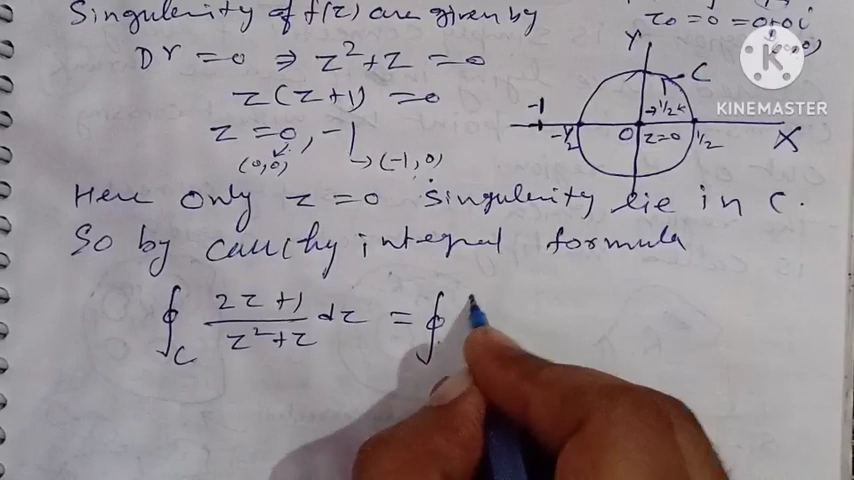 Singularity of f(z) are given by
z₀ = 0 = 0+0i
(0,0)
Dr = 0 ⇒ z²+z = 0
z(z+1) = 0
z = 0, -1
(0,0) → (-1,0)
Y
C
-1
-1/2
O
z=0
1/2
X
KINEMASTER
Here only z = 0 singularity lie in C.
So by cauchy integral formula
∮_C (2z+1)/(z²+z) dz = ∮